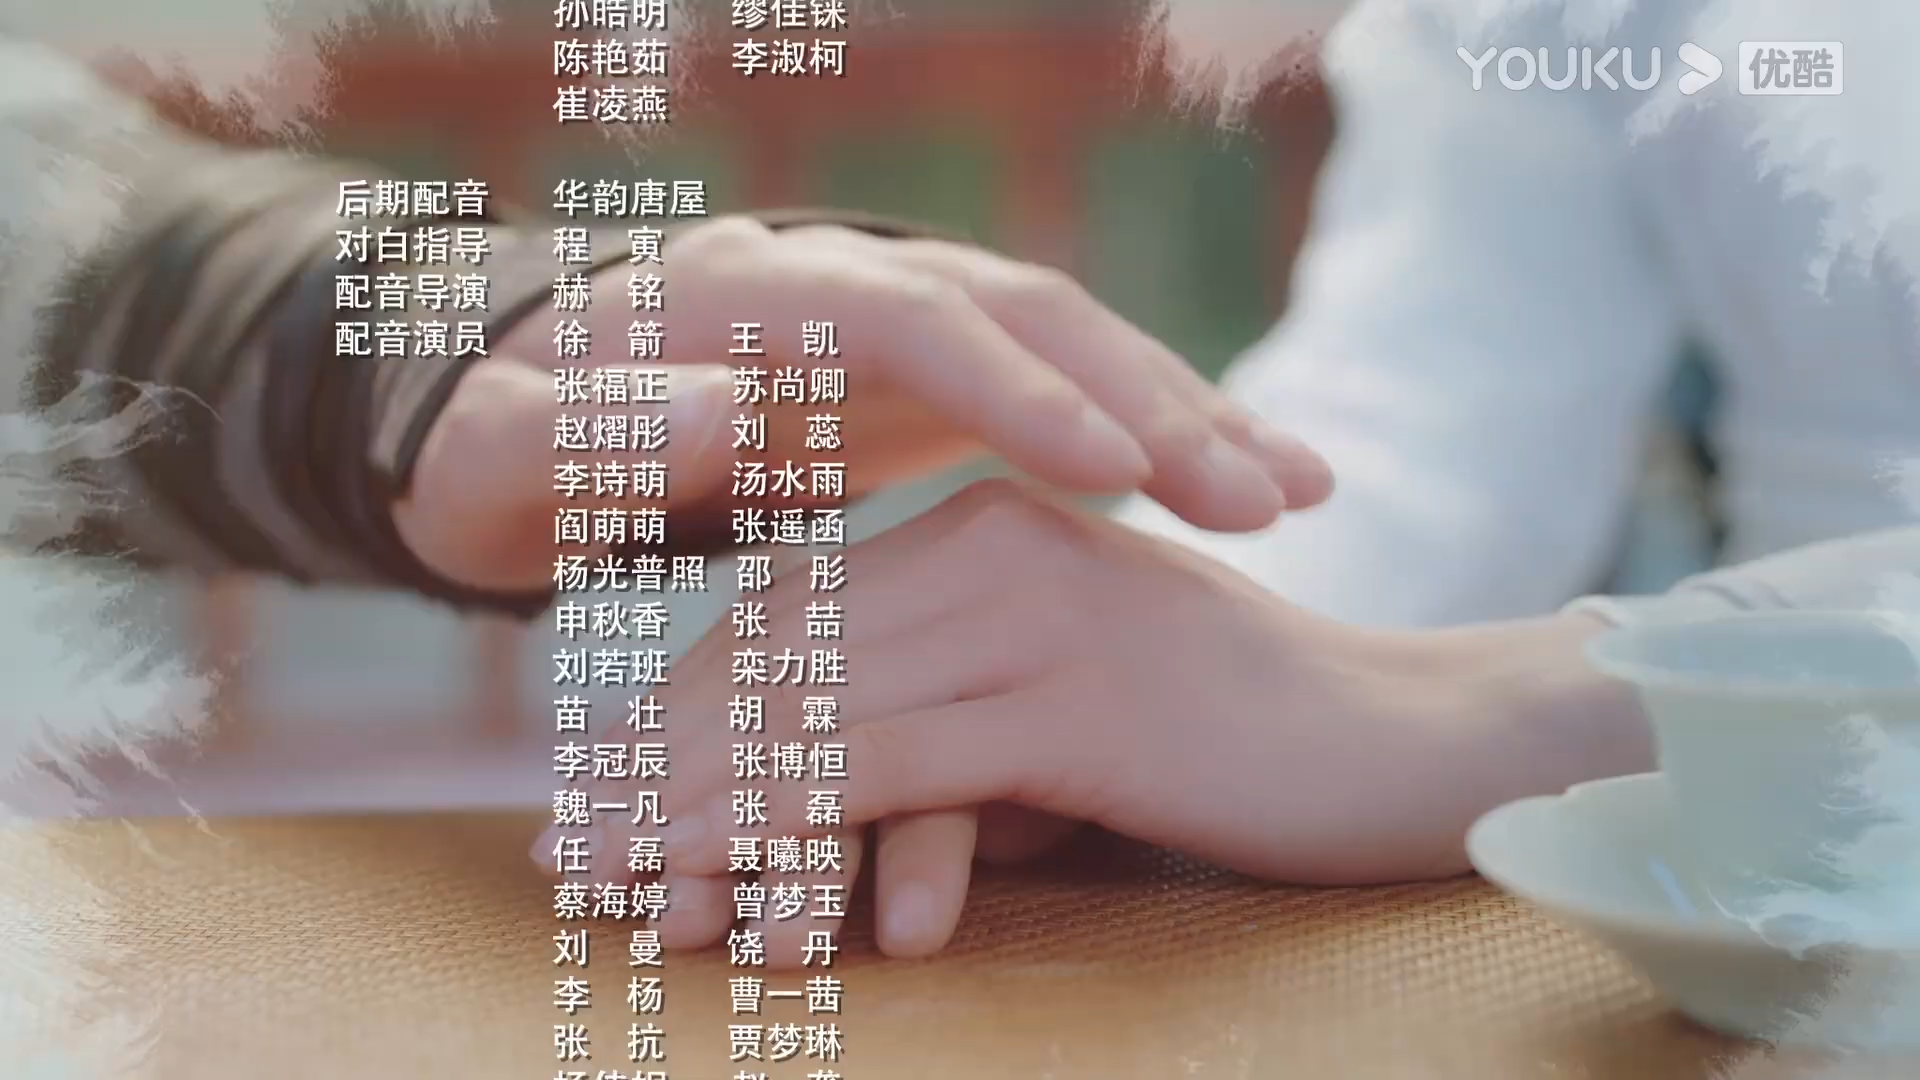 孙皓明 缪佳铼
陈艳茹 李淑柯
崔凌燕
YOUKU 优酷
后期配音 华韵唐屋
对白指导 程 寅
配音导演 赫 铭
配音演员 徐 箭 王 凯
张福正 苏尚卿
赵熠彤 刘 蕊
李诗萌 汤水雨
阎萌萌 张遥函
杨光普照 邵 彤
申秋香 张 喆
刘若班 栾力胜
苗 壮 胡 霖
李冠辰 张博恒
魏一凡 张 磊
任 磊 聂曦映
蔡海婷 曾梦玉
刘 曼 饶 丹
李 杨 曹一茜
张 抗 贾梦琳